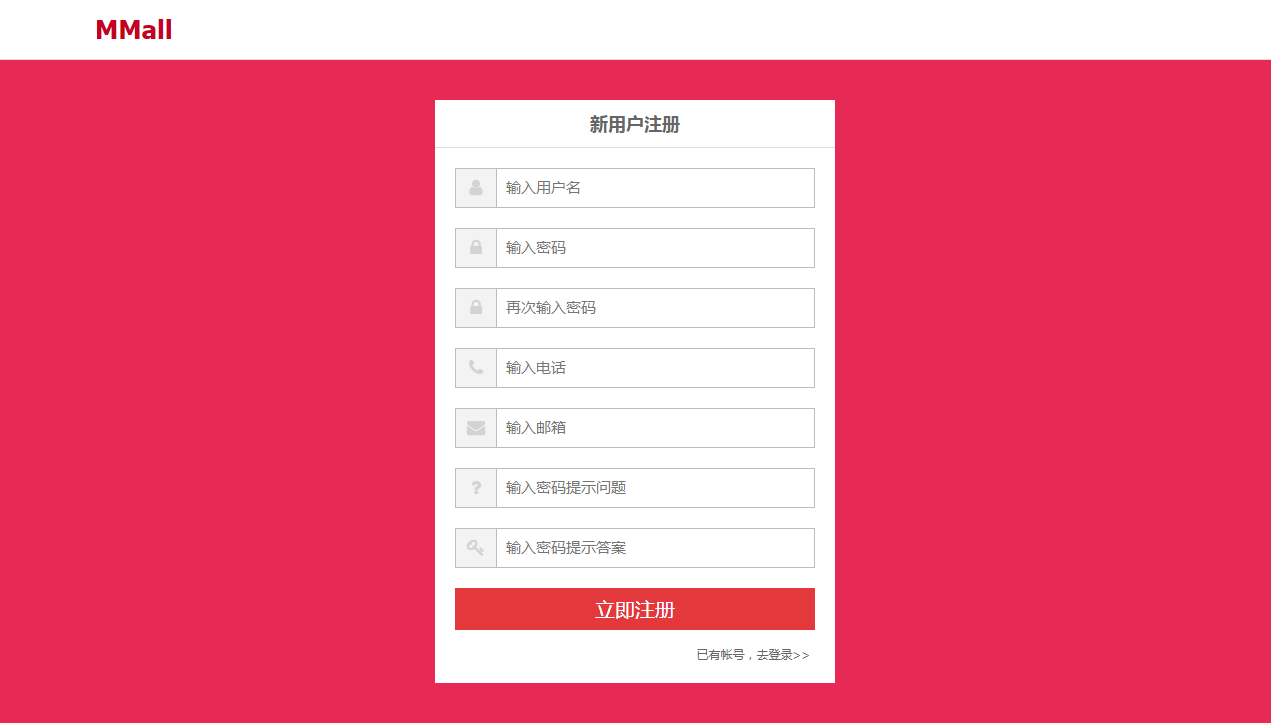 MMall
新用户注册
输入用户名
输入密码
再次输入密码
输入电话
输入邮箱
输入密码提示问题
输入密码提示答案
立即注册
已有帐号，去登录>>